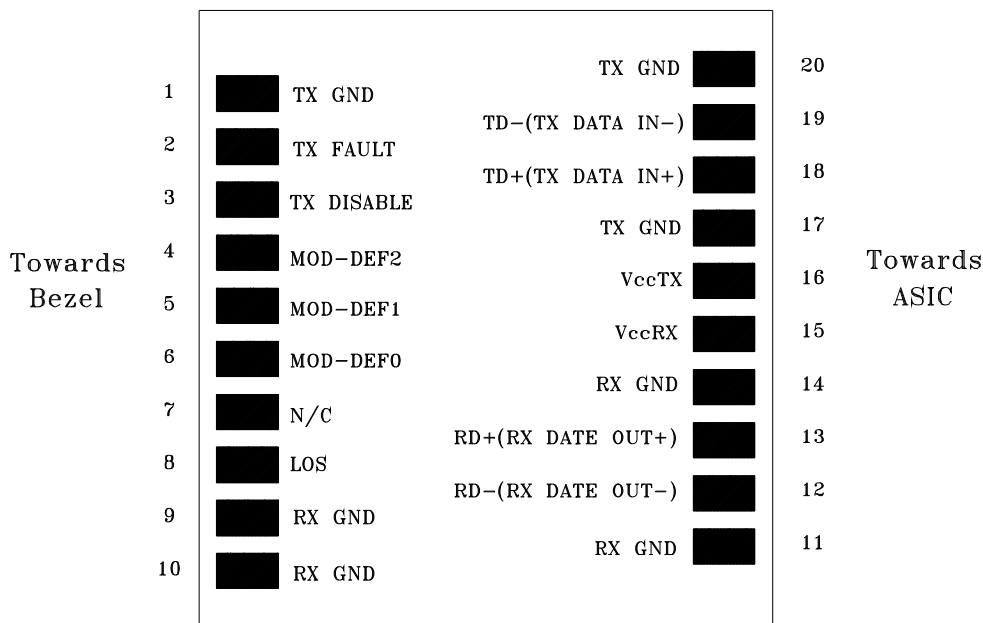 Towards
Bezel
1 TX GND
2 TX FAULT
3 TX DISABLE
4 MOD-DEF2
5 MOD-DEF1
6 MOD-DEF0
7 N/C
8 LOS
9 RX GND
10 RX GND
TX GND 20
TD-(TX DATA IN-) 19
TD+(TX DATA IN+) 18
TX GND 17
VccTX 16
VccRX 15
RX GND 14
RD+(RX DATE OUT+) 13
RD-(RX DATE OUT-) 12
RX GND 11
Towards
ASIC